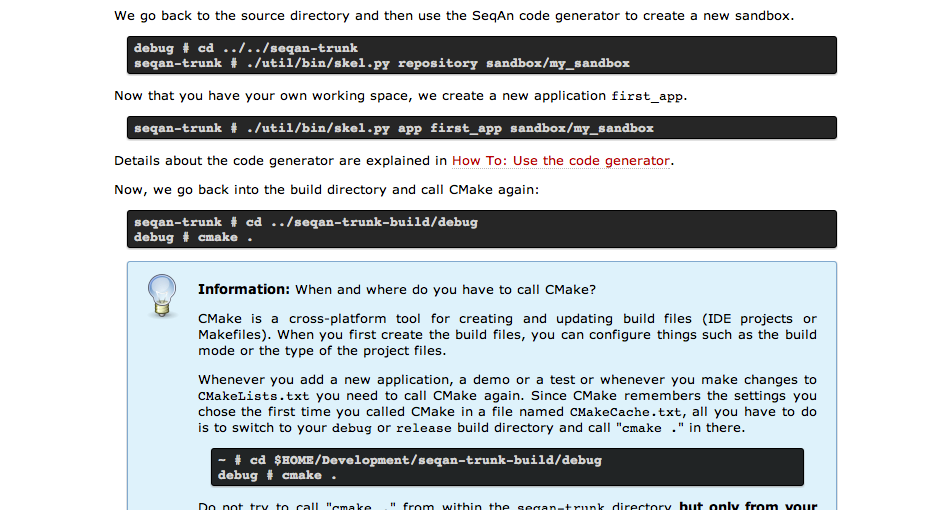 We go back to the source directory and then use the SeqAn code generator to create a new sandbox.
debug # cd ../../seqan-trunk
seqan-trunk # ./util/bin/skel.py repository sandbox/my_sandbox
Now that you have your own working space, we create a new application first_app.
seqan-trunk # ./util/bin/skel.py app first_app sandbox/my_sandbox
Details about the code generator are explained in How To: Use the code generator.
Now, we go back into the build directory and call CMake again:
seqan-trunk # cd ../seqan-trunk-build/debug
debug # cmake .
Information: When and where do you have to call CMake?
CMake is a cross-platform tool for creating and updating build files (IDE projects or
Makefiles). When you first create the build files, you can configure things such as the build
mode or the type of the project files.
Whenever you add a new application, a demo or a test or whenever you make changes to
CMakeLists.txt you need to call CMake again. Since CMake remembers the settings you
chose the first time you called CMake in a file named CMakeCache.txt, all you have to do
is to switch to your debug or release build directory and call "cmake ." in there.
~ # cd $HOME/Development/seqan-trunk-build/debug
debug # cmake .
Do not try to call "cmake ." from within the seqan-trunk directory but only from your